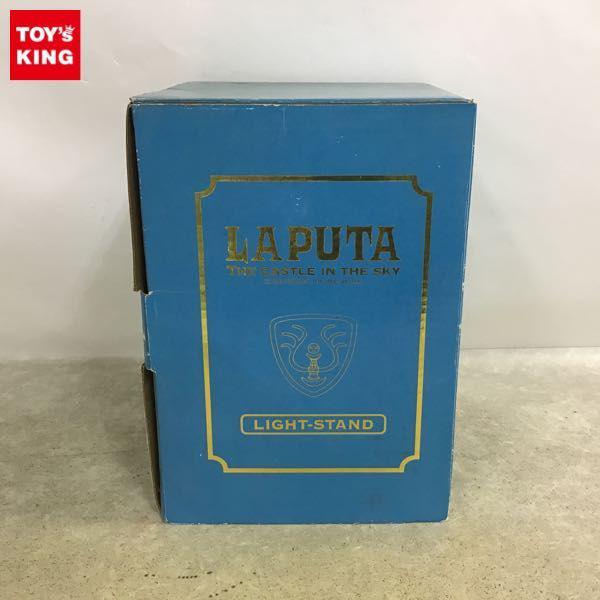 TOY's
KING
LAPUTA
THE CASTLE IN THE SKY
LIGHT-STAND